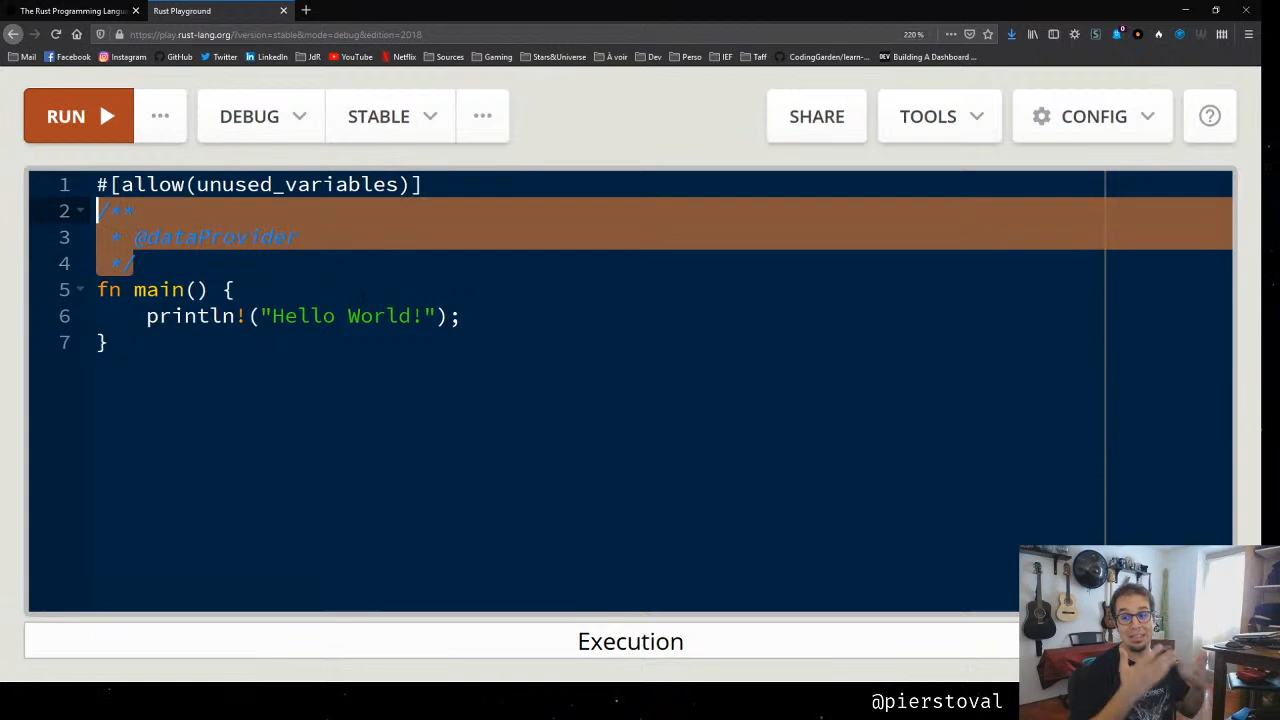 The Rust Programming Langu
Rust Playground
https://play.rust-lang.org/?version=stable&mode=debug&edition=2018
220 %
Mail Facebook Instagram GitHub Twitter LinkedIn JdR YouTube Netflix Sources Gaming Stars&Universe À voir Dev Perso IEF Taff CodingGarden/learn-... Building A Dashboard ...
RUN DEBUG STABLE SHARE TOOLS CONFIG
1 #[allow(unused_variables)]
2 /**
3 * @dataProvider
4 */
5 fn main() {
6 println!("Hello World!");
7 }
Execution
@pierstoval